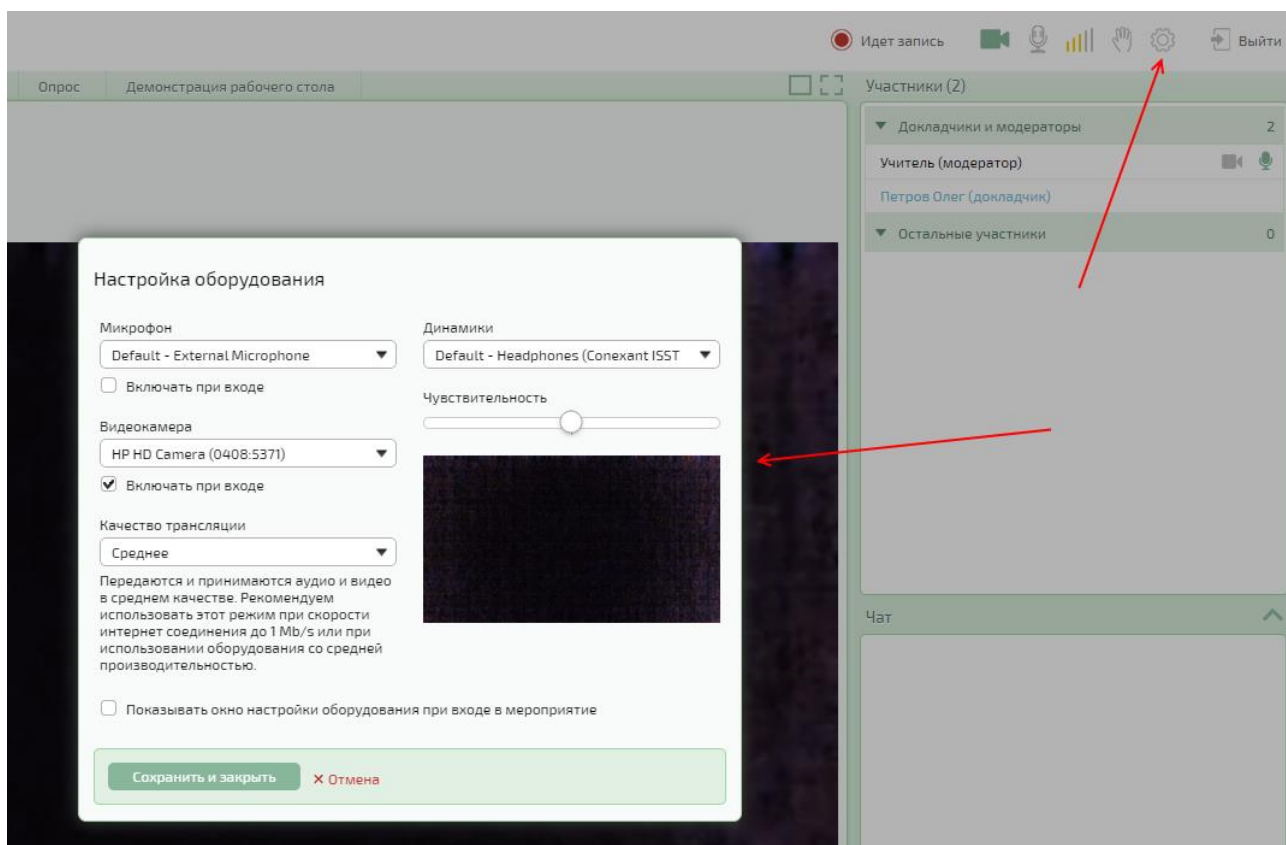 Идет запись
Выйти
Опрос
Демонстрация рабочего стола
Участники (2)
Докладчики и модераторы 2
Учитель (модератор)
Петров Олег (докладчик)
Остальные участники 0
Настройка оборудования
Микрофон
Default - External Microphone
Включать при входе
Видеокамера
HP HD Camera (0408:5371)
Включать при входе
Качество трансляции
Среднее
Передаются и принимаются аудио и видео
в среднем качестве. Рекомендуем
использовать этот режим при скорости
интернет соединения до 1 Mb/s или при
использовании оборудования со средней
производительностью.
Динамики
Default - Headphones (Conexant ISST
Чувствительность
Показывать окно настройки оборудования при входе в мероприятие
Сохранить и закрыть
Отмена
Чат